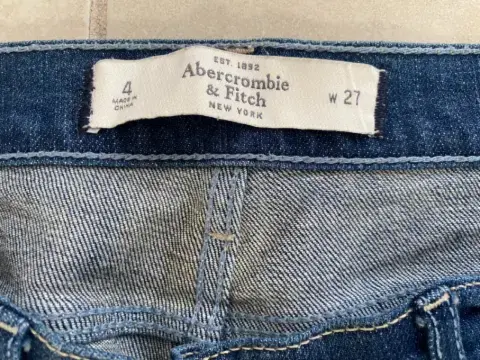 EST. 1892
Abercrombie
& Fitch
NEW YORK
4
MADE IN
CHINA
W 27